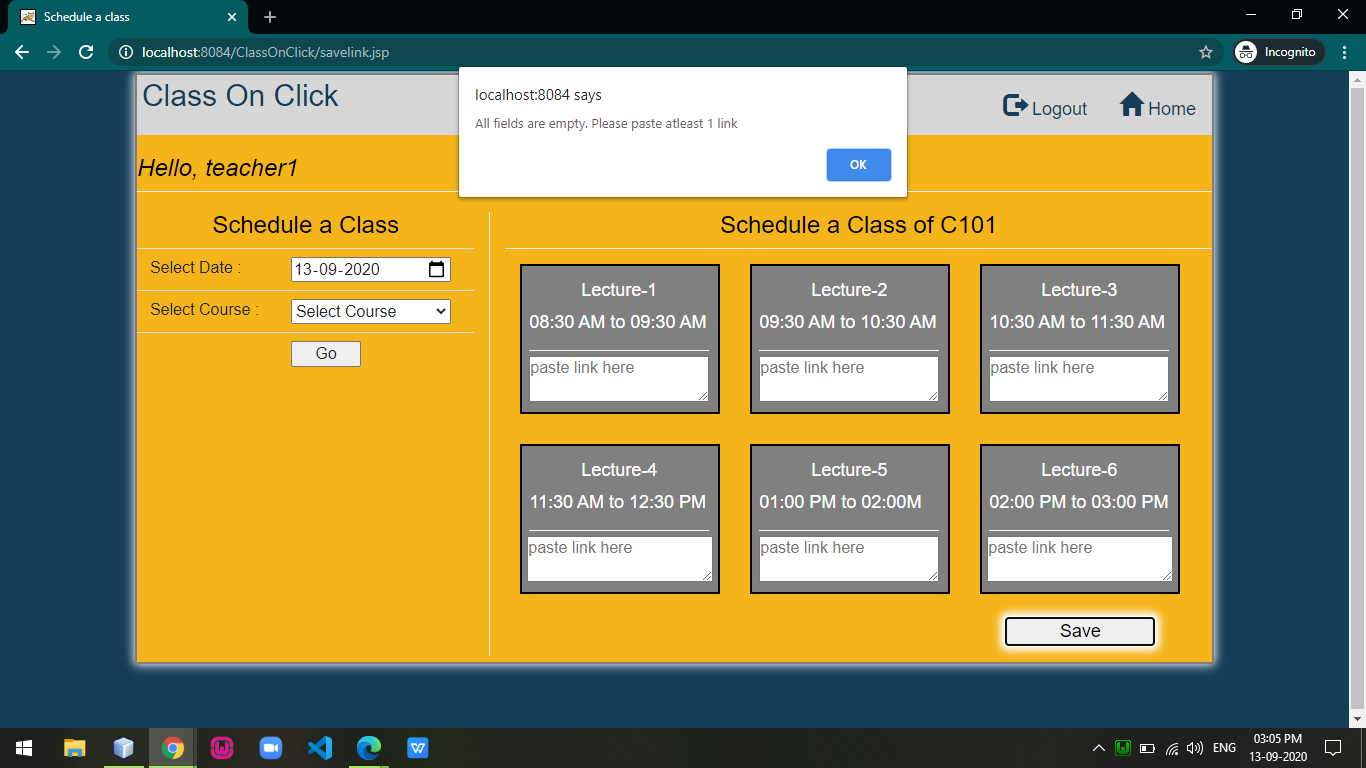 Schedule a class
localhost:8084/ClassOnClick/savelink.jsp
Incognito
localhost:8084 says
All fields are empty. Please paste atleast 1 link
OK
Class On Click
Logout
Home
Hello, teacher1
Schedule a Class
Select Date :
13-09-2020
Select Course :
Select Course
Go
Schedule a Class of C101
Lecture-1
08:30 AM to 09:30 AM
paste link here
Lecture-2
09:30 AM to 10:30 AM
paste link here
Lecture-3
10:30 AM to 11:30 AM
paste link here
Lecture-4
11:30 AM to 12:30 PM
paste link here
Lecture-5
01:00 PM to 02:00M
paste link here
Lecture-6
02:00 PM to 03:00 PM
paste link here
Save
ENG
03:05 PM
13-09-2020